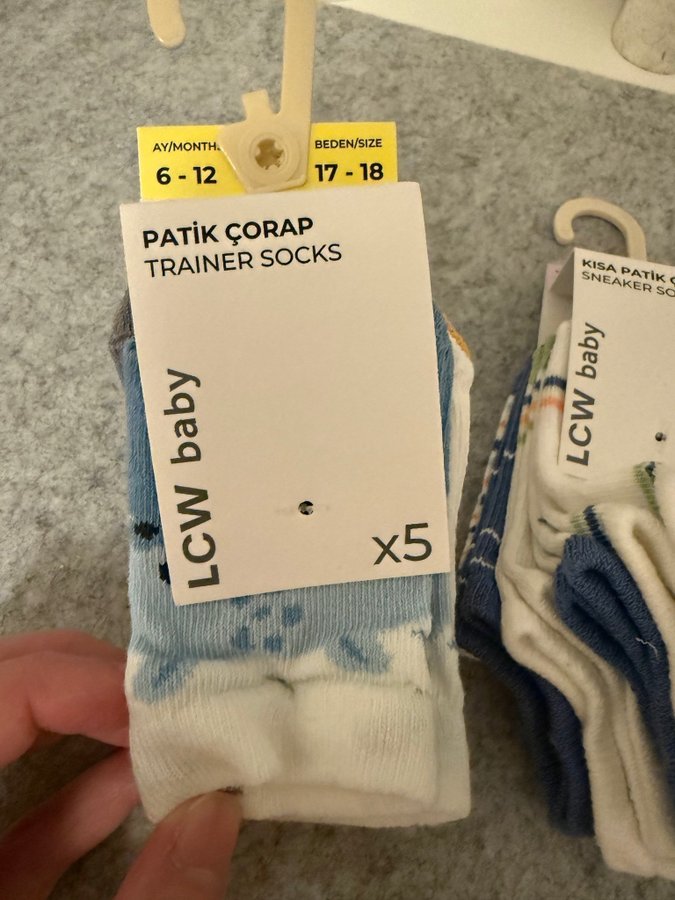 AY/MONTH
BEDEN/SIZE
6 - 12
17 - 18
PATİK ÇORAP
TRAINER SOCKS
LCW baby
x5
KISA PATİK
SNEAKER
LCW baby